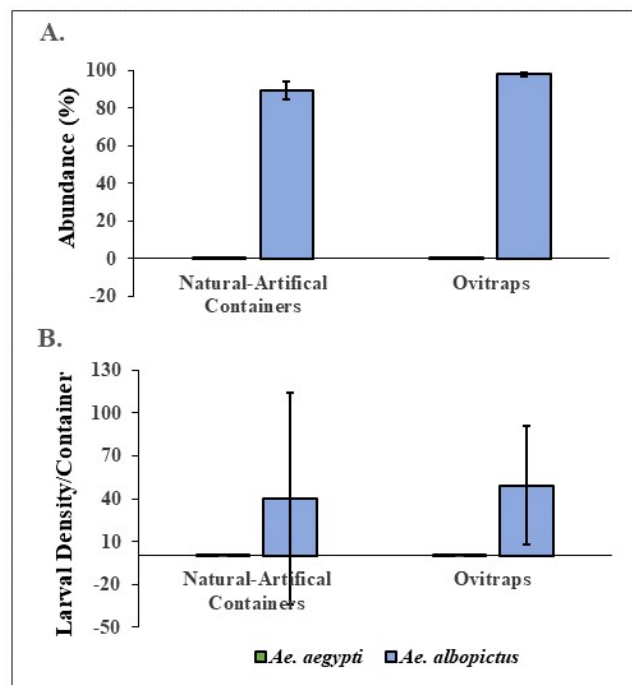 A.
Abundance (%)
100
80
60
40
20
0
-20
Natural-Artifical
Containers
Ovitraps
B.
Larval Density/Container
130
100
70
40
10
-20
-50
Natural-Artifical
Containers
Ovitraps
Ae. aegypti
Ae. albopictus